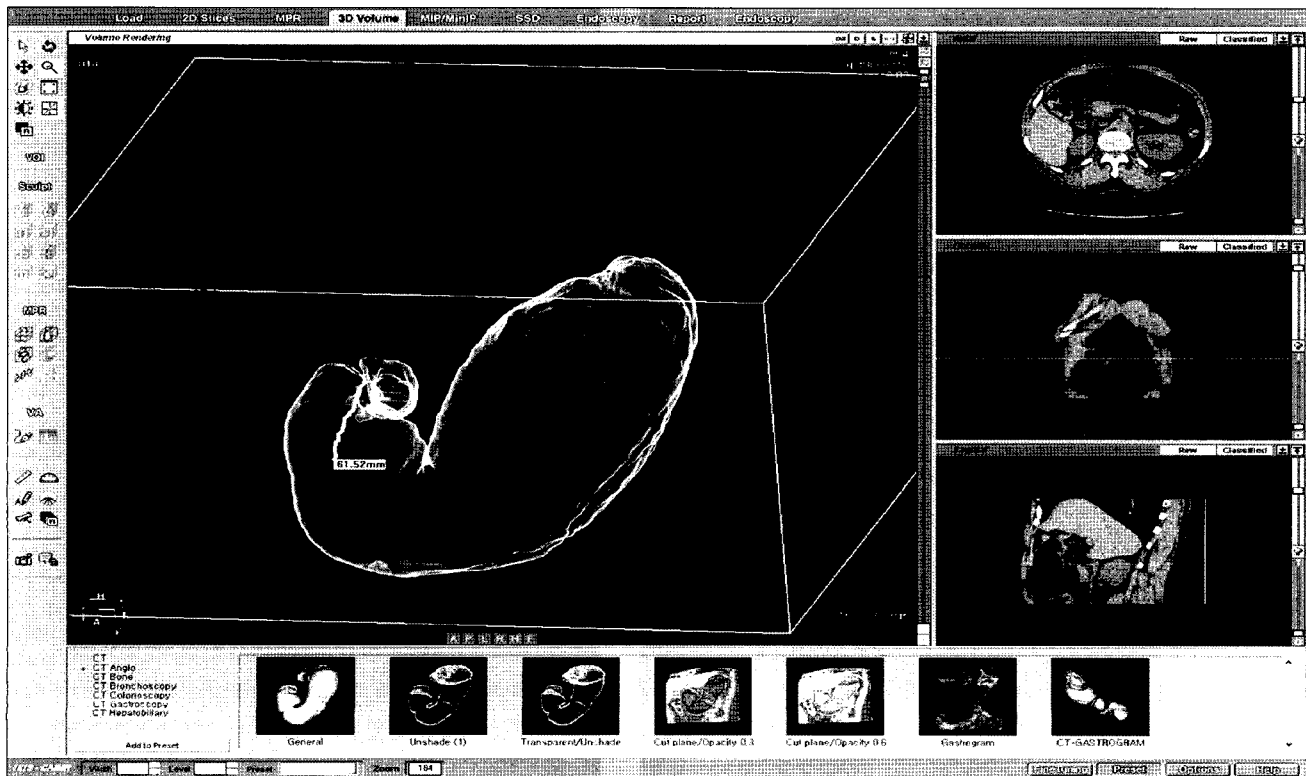 Load 2D Slices MPR 3D Volume MIP/MinIP SSD Endoscopy Report Endoscopy
Volume Rendering
Raw Classified
VOI
Sculpt
MPR
VA
61.52mm
Raw Classified
Raw Classified
H
A
A P L R H F
CT
CT Angio
CT Bone
CT Bronchoscopy
CT Colonoscopy
CT Gastroscopy
CT Hepatobiliary
Add to Preset
General Unshade (1) Transparent/Unshade Cut plane/Opacity 0.3 Cut plane/Opacity 0.6 Gastrogram CT-GASTROGRAM
Width Level Preset Zoom 184 Fine Tuning Preset Options Help